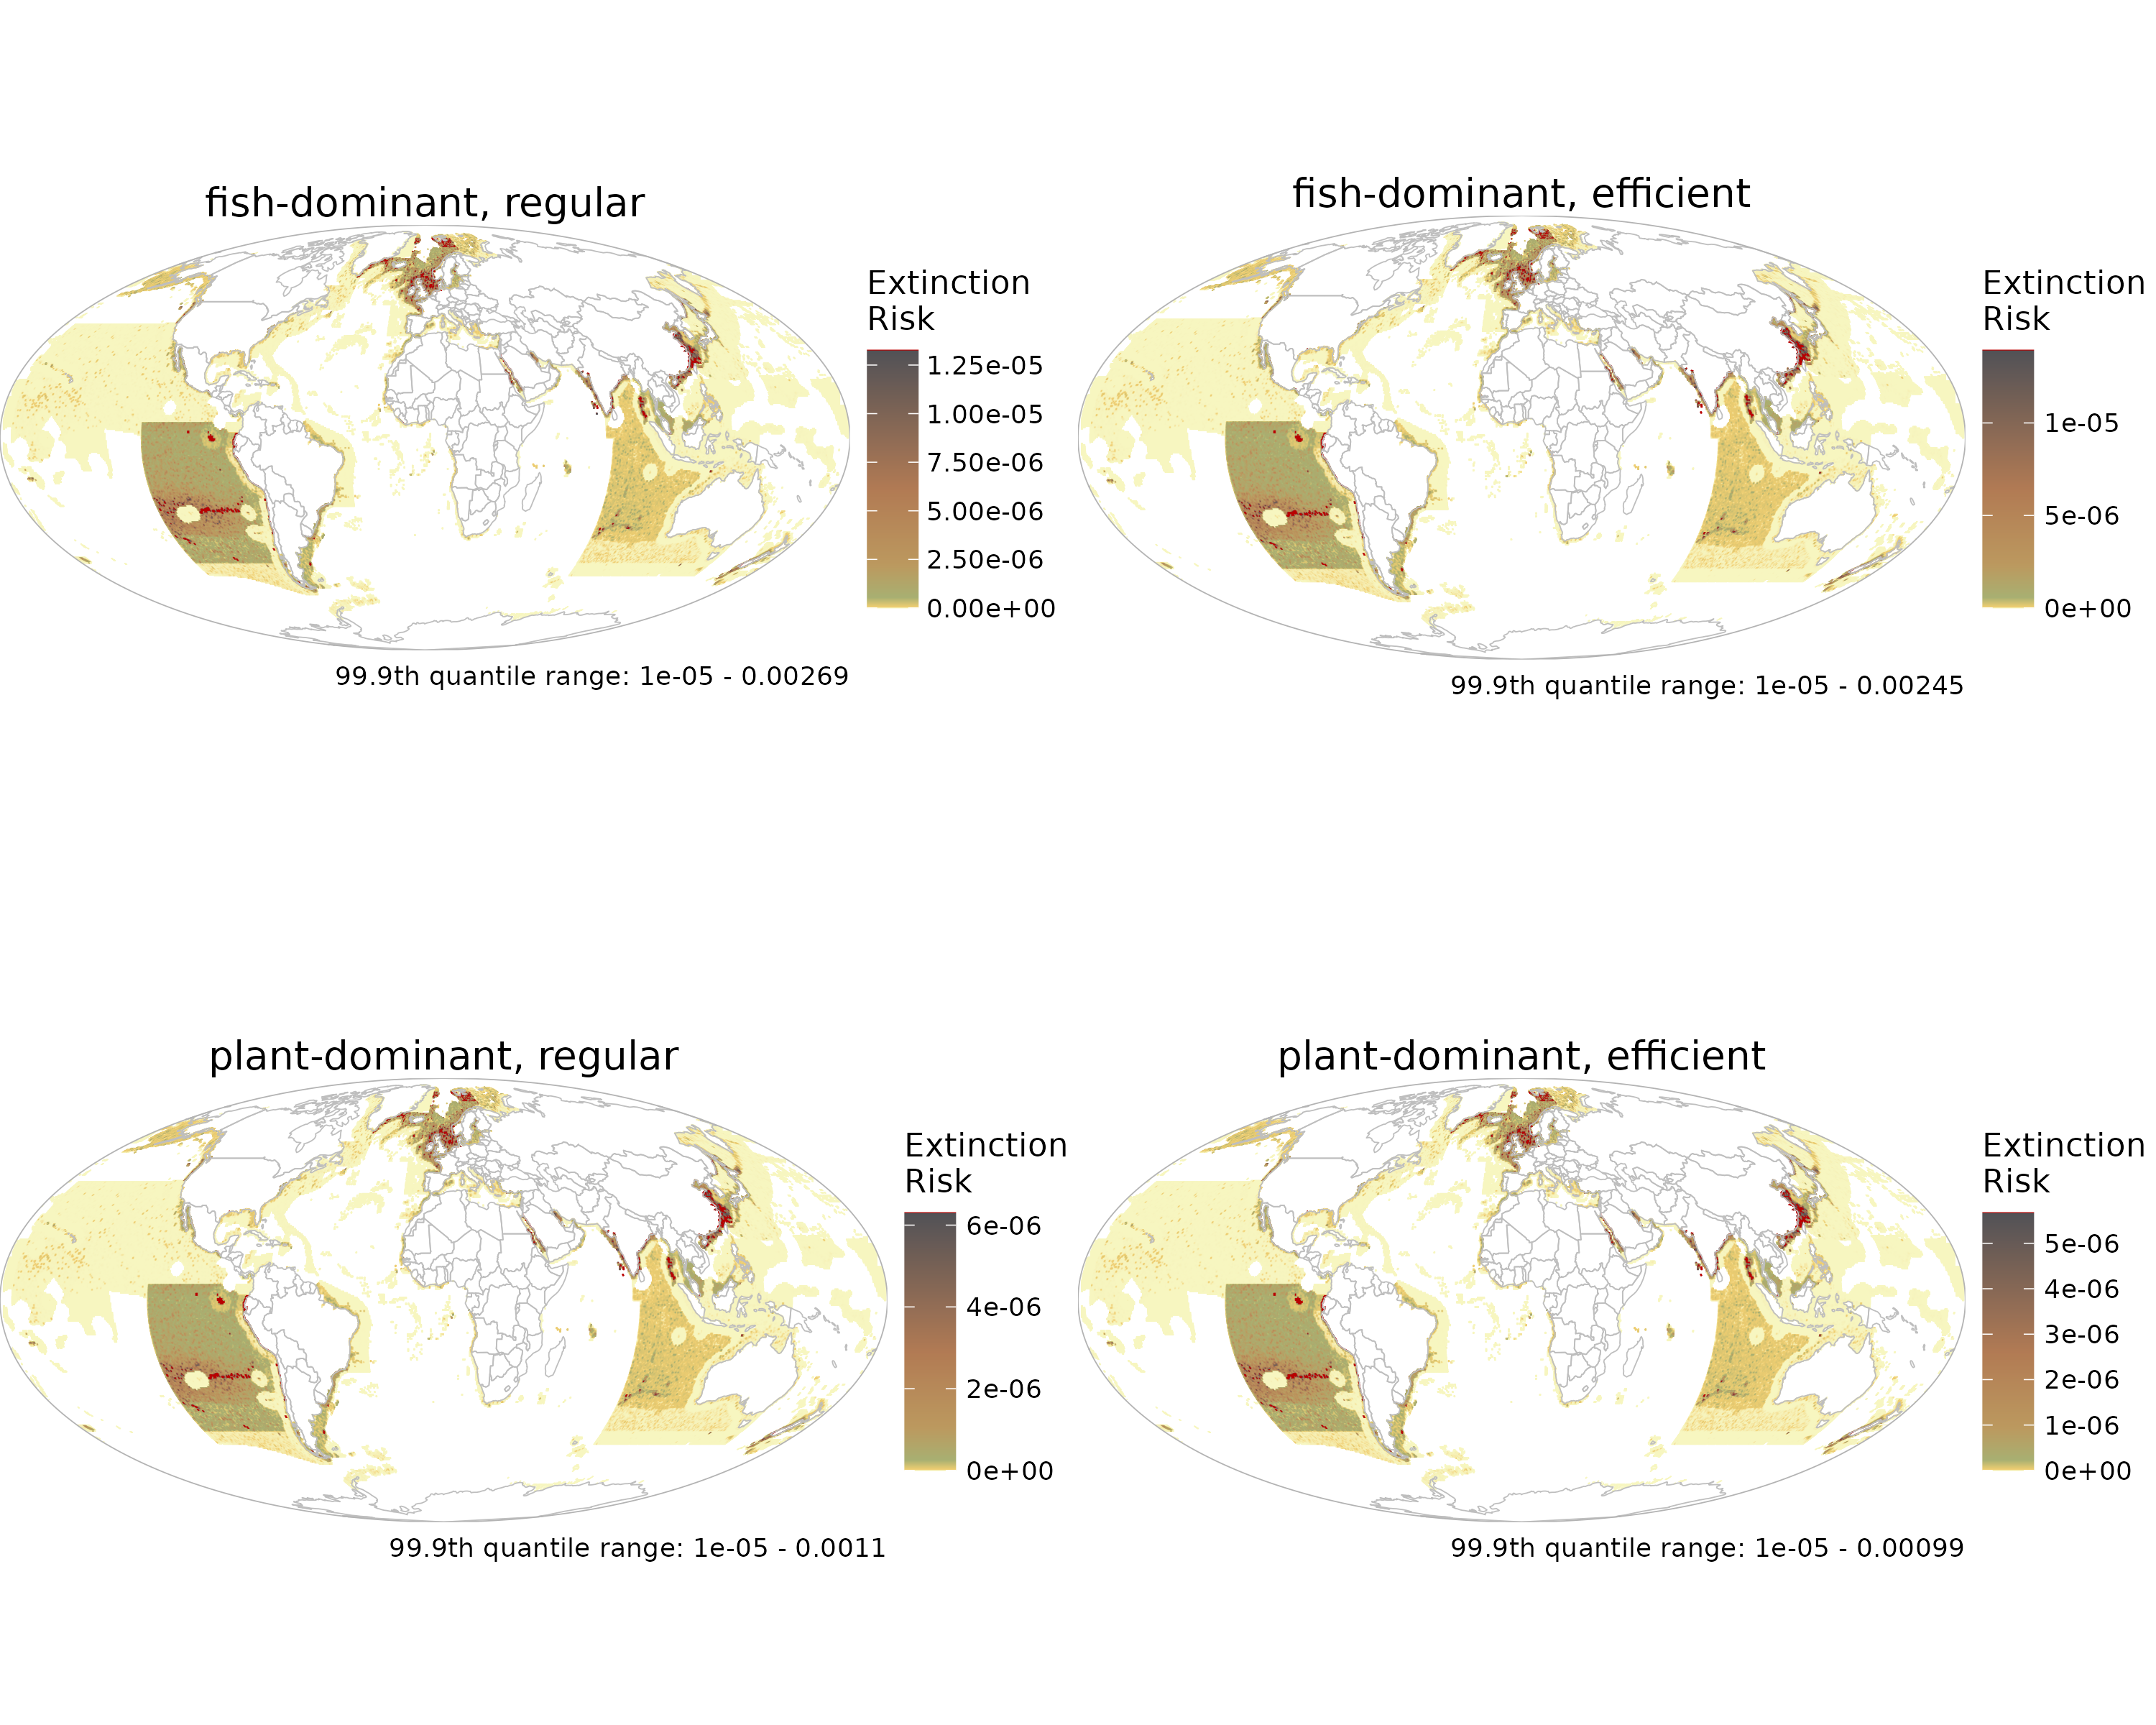 fish-dominant, regular
Extinction
Risk
1.25e-05
1.00e-05
7.50e-06
5.00e-06
2.50e-06
0.00e+00
99.9th quantile range: 1e-05 - 0.00269
fish-dominant, efficient
Extinction
Risk
1e-05
5e-06
0e+00
99.9th quantile range: 1e-05 - 0.00245
plant-dominant, regular
Extinction
Risk
6e-06
4e-06
2e-06
0e+00
99.9th quantile range: 1e-05 - 0.0011
plant-dominant, efficient
Extinction
Risk
5e-06
4e-06
3e-06
2e-06
1e-06
0e+00
99.9th quantile range: 1e-05 - 0.00099